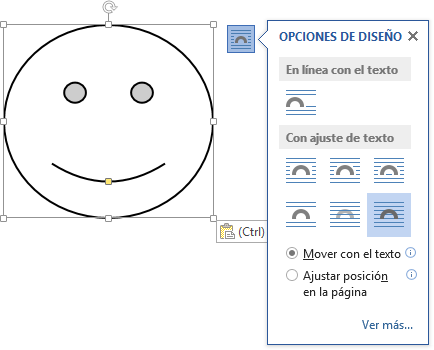 OPCIONES DE DISEÑO
En línea con el texto
Con ajuste de texto
(Ctrl)
Mover con el texto
Ajustar posición
en la página
Ver más...